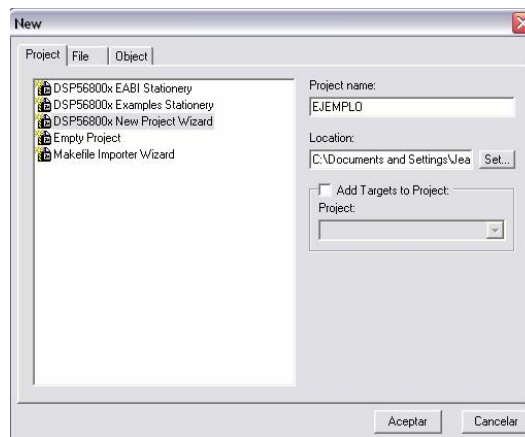 New
Project File Object
DSP56800x EABI Stationery
DSP56800x Examples Stationery
DSP56800x New Project Wizard
Empty Project
Makefile Importer Wizard
Project name:
EJEMPLO
Location:
C:\Documents and Settings\Jea Set...
Add Targets to Project:
Project:
Aceptar Cancelar